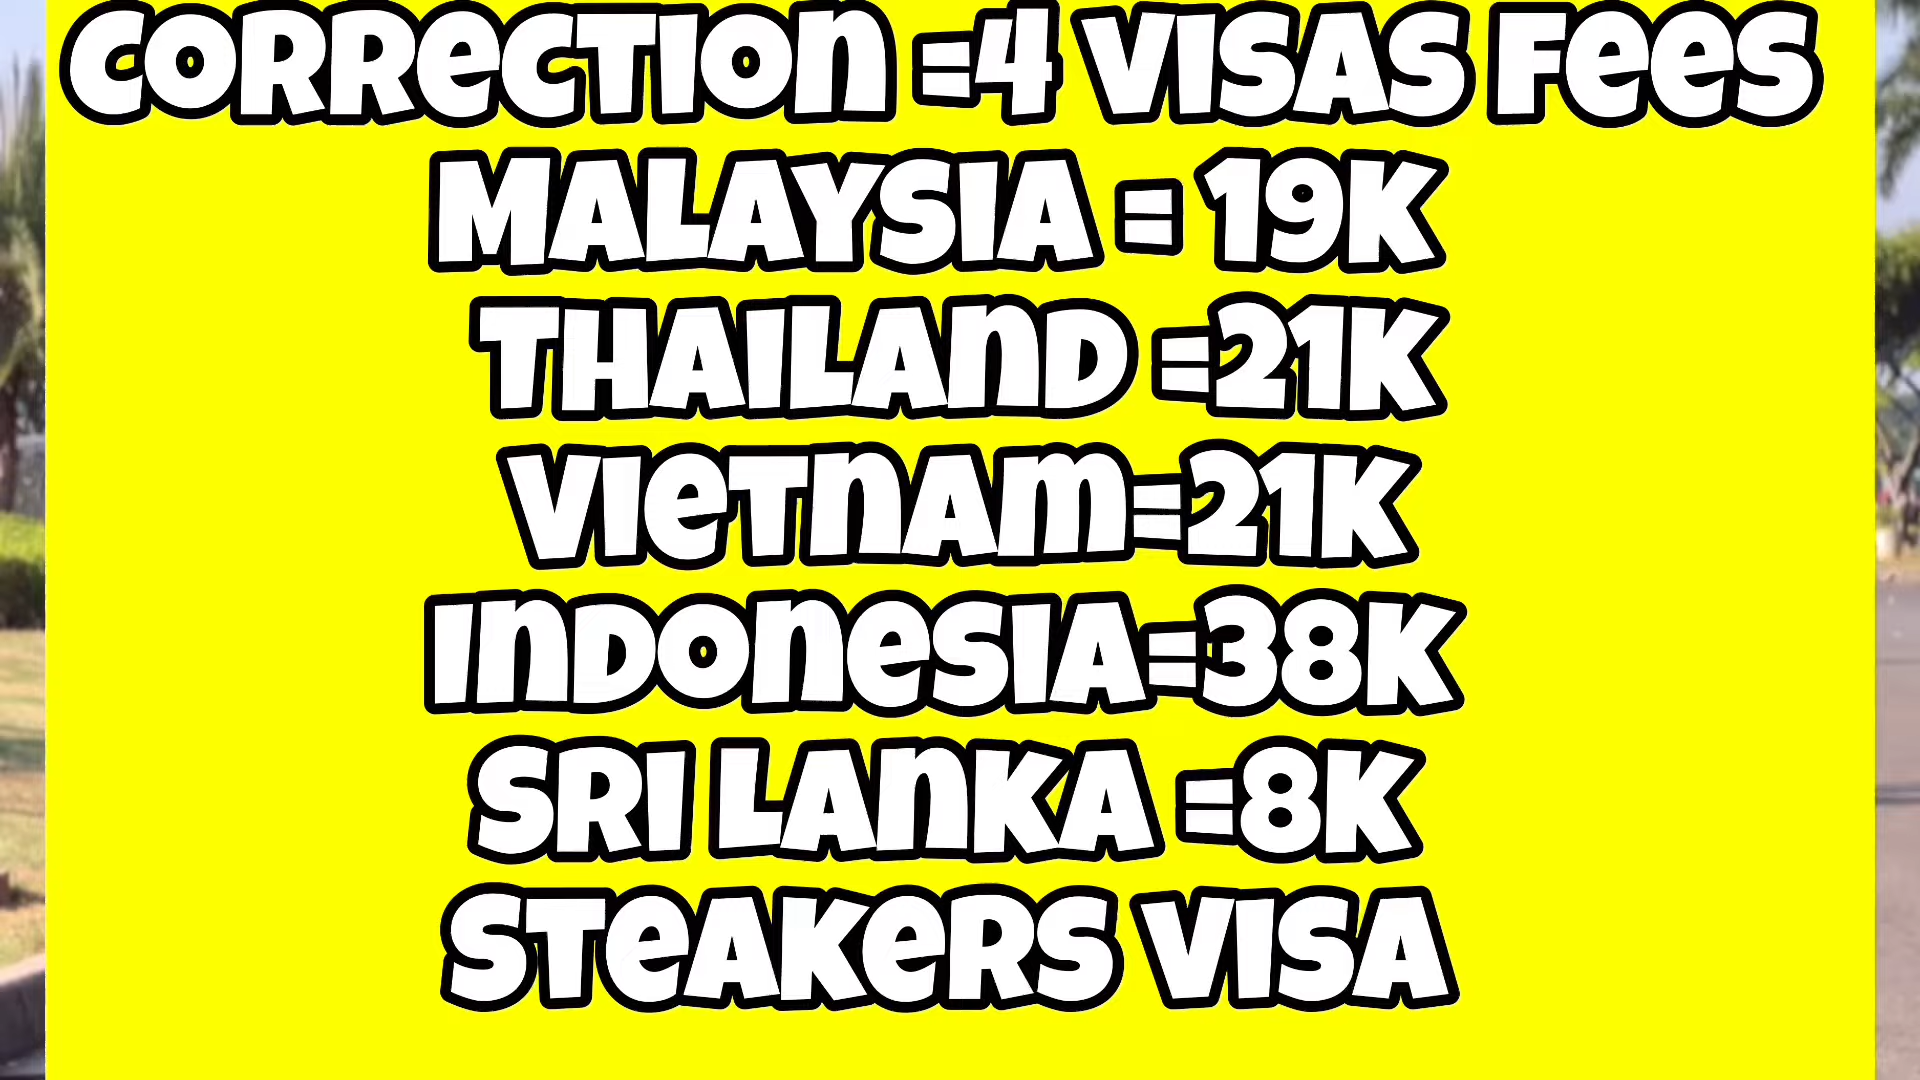 CORRECTION =4 VISAS FEES
MALAYSIA = 19K
THAILAND =21K
VIETNAM=21K
INDONESIA=38K
SRI LANKA =8K
STEAKERS VISA